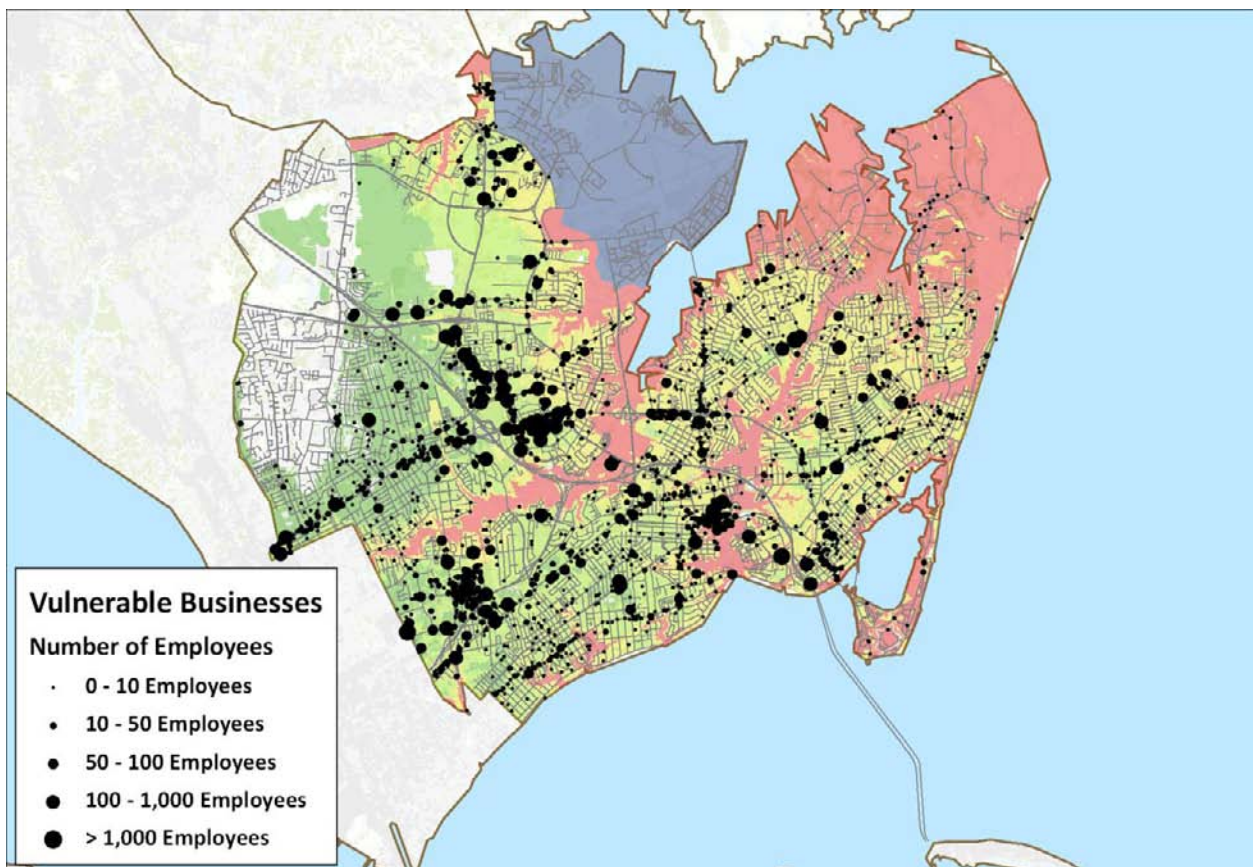 Vulnerable Businesses
Number of Employees
0 - 10 Employees
10 - 50 Employees
50 - 100 Employees
100 - 1,000 Employees
> 1,000 Employees